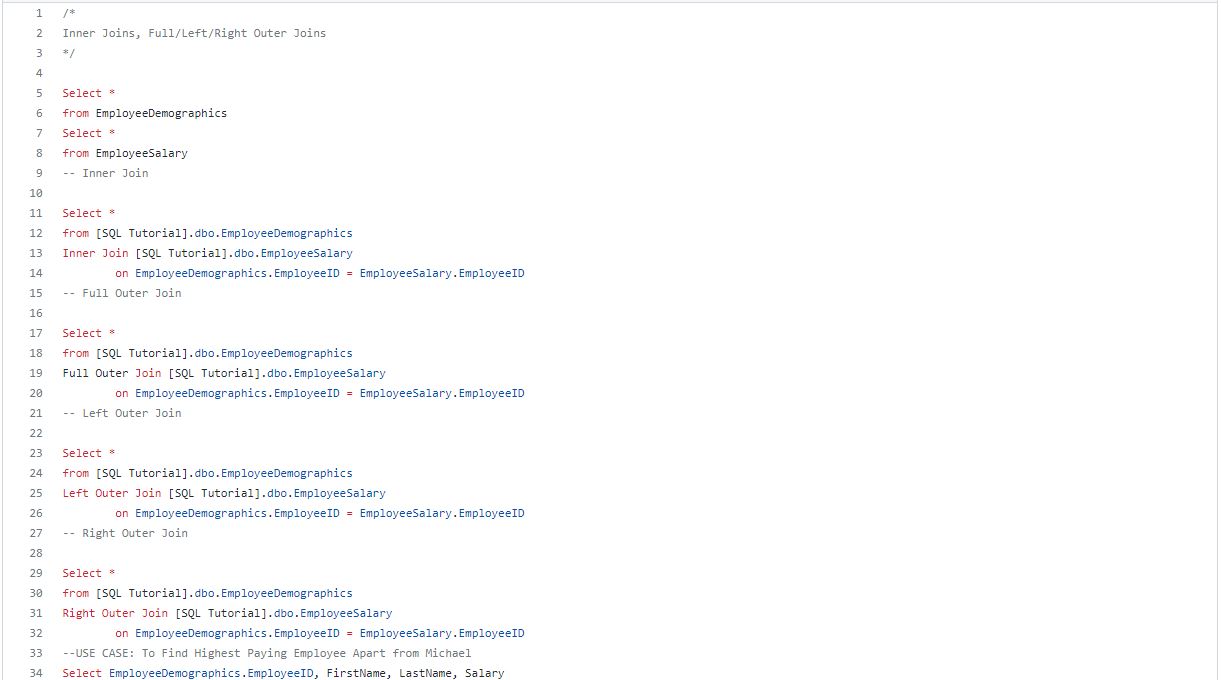 1 /*
2 Inner Joins, Full/Left/Right Outer Joins
3 */
4
5 Select *
6 from EmployeeDemographics
7 Select *
8 from EmployeeSalary
9 -- Inner Join
10
11 Select *
12 from [SQL Tutorial].dbo.EmployeeDemographics
13 Inner Join [SQL Tutorial].dbo.EmployeeSalary
14 on EmployeeDemographics.EmployeeID = EmployeeSalary.EmployeeID
15 -- Full Outer Join
16
17 Select *
18 from [SQL Tutorial].dbo.EmployeeDemographics
19 Full Outer Join [SQL Tutorial].dbo.EmployeeSalary
20 on EmployeeDemographics.EmployeeID = EmployeeSalary.EmployeeID
21 -- Left Outer Join
22
23 Select *
24 from [SQL Tutorial].dbo.EmployeeDemographics
25 Left Outer Join [SQL Tutorial].dbo.EmployeeSalary
26 on EmployeeDemographics.EmployeeID = EmployeeSalary.EmployeeID
27 -- Right Outer Join
28
29 Select *
30 from [SQL Tutorial].dbo.EmployeeDemographics
31 Right Outer Join [SQL Tutorial].dbo.EmployeeSalary
32 on EmployeeDemographics.EmployeeID = EmployeeSalary.EmployeeID
33 --USE CASE: To Find Highest Paying Employee Apart from Michael
34 Select EmployeeDemographics.EmployeeID, FirstName, LastName, Salary